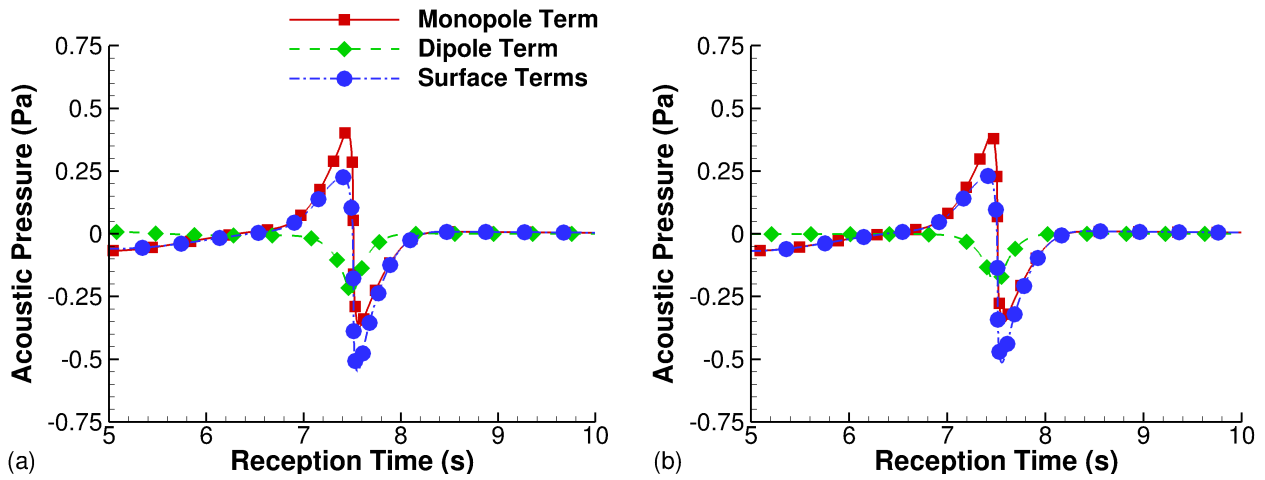 Monopole Term
Dipole Term
Surface Terms
0.75
0.5
0.25
0
-0.25
-0.5
-0.75
5 6 7 8 9 10
Acoustic Pressure (Pa)
Reception Time (s)
(a)
0.75
0.5
0.25
0
-0.25
-0.5
-0.75
5 6 7 8 9 10
Acoustic Pressure (Pa)
Reception Time (s)
(b)